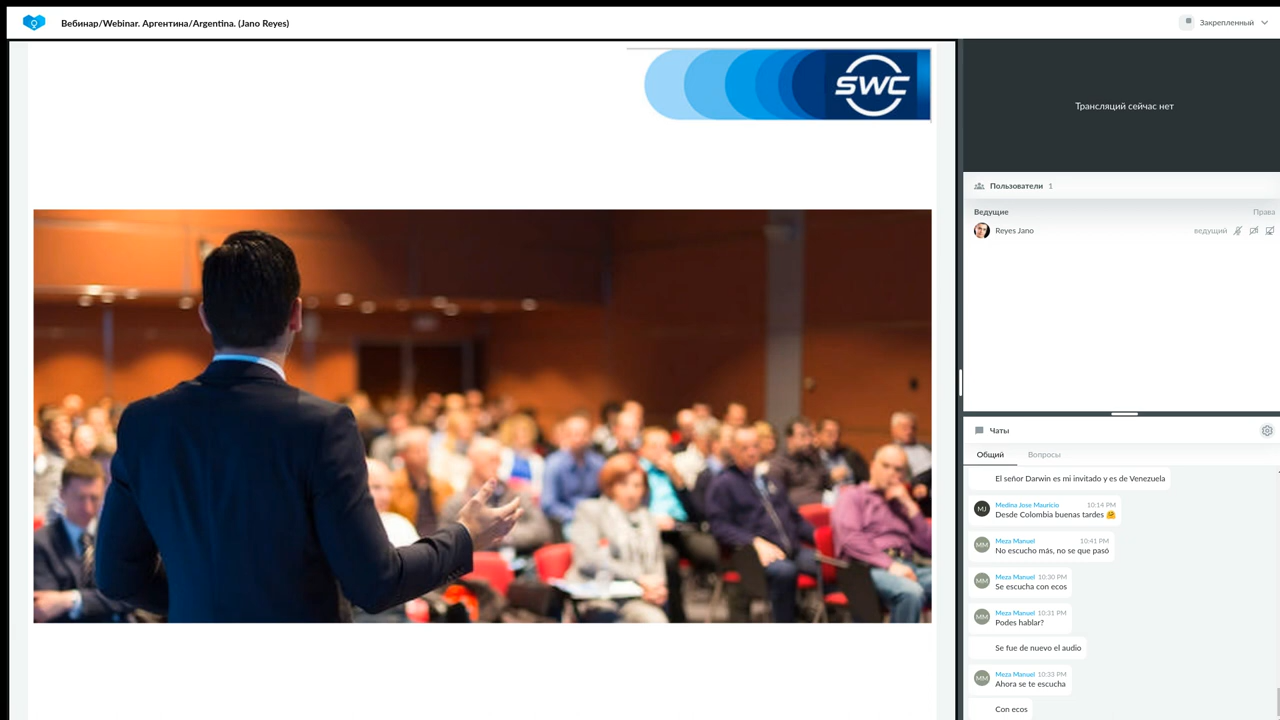 Вебинар/Webinar. Аргентина/Argentina. (Jano Reyes)
Закрепленный
SWC
Трансляций сейчас нет
Пользователи 1
Ведущие Права
Reyes Jano ведущий
Чаты
Общий Вопросы
El señor Darwin es mi invitado y es de Venezuela
MJ Medina Jose Mauricio 10:14 PM
Desde Colombia buenas tardes 🤗
MM Meza Manuel 10:41 PM
No escucho más, no se que pasó
MM Meza Manuel 10:30 PM
Se escucha con ecos
MM Meza Manuel 10:31 PM
Podes hablar?
Se fue de nuevo el audio
MM Meza Manuel 10:33 PM
Ahora se te escucha
Con ecos